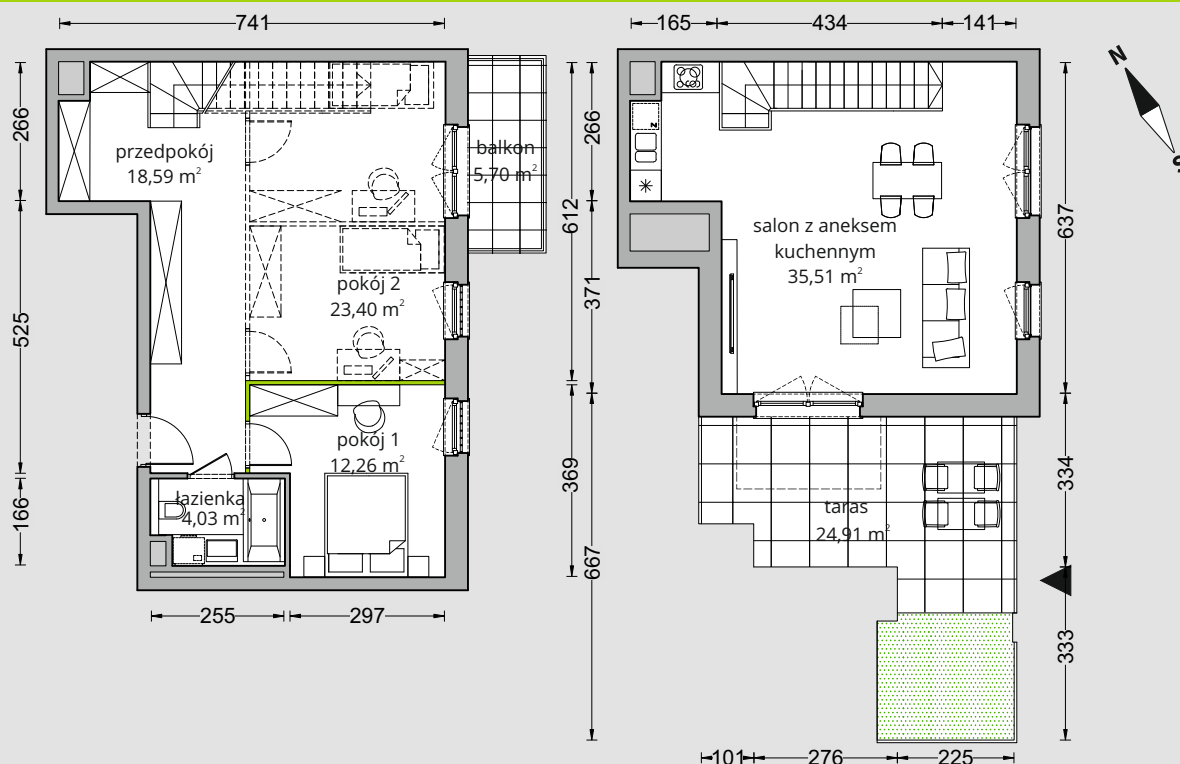 741
165
434
141
N
S
266
525
166
przedpokój
18,59 m²
balkon
5,70 m²
pokój 2
23,40 m²
pokój 1
12,26 m²
łazienka
4,03 m²
255
297
612
369
266
371
667
z
salon z aneksem
kuchennym
35,51 m²
taras
24,91 m²
637
334
333
101
276
225